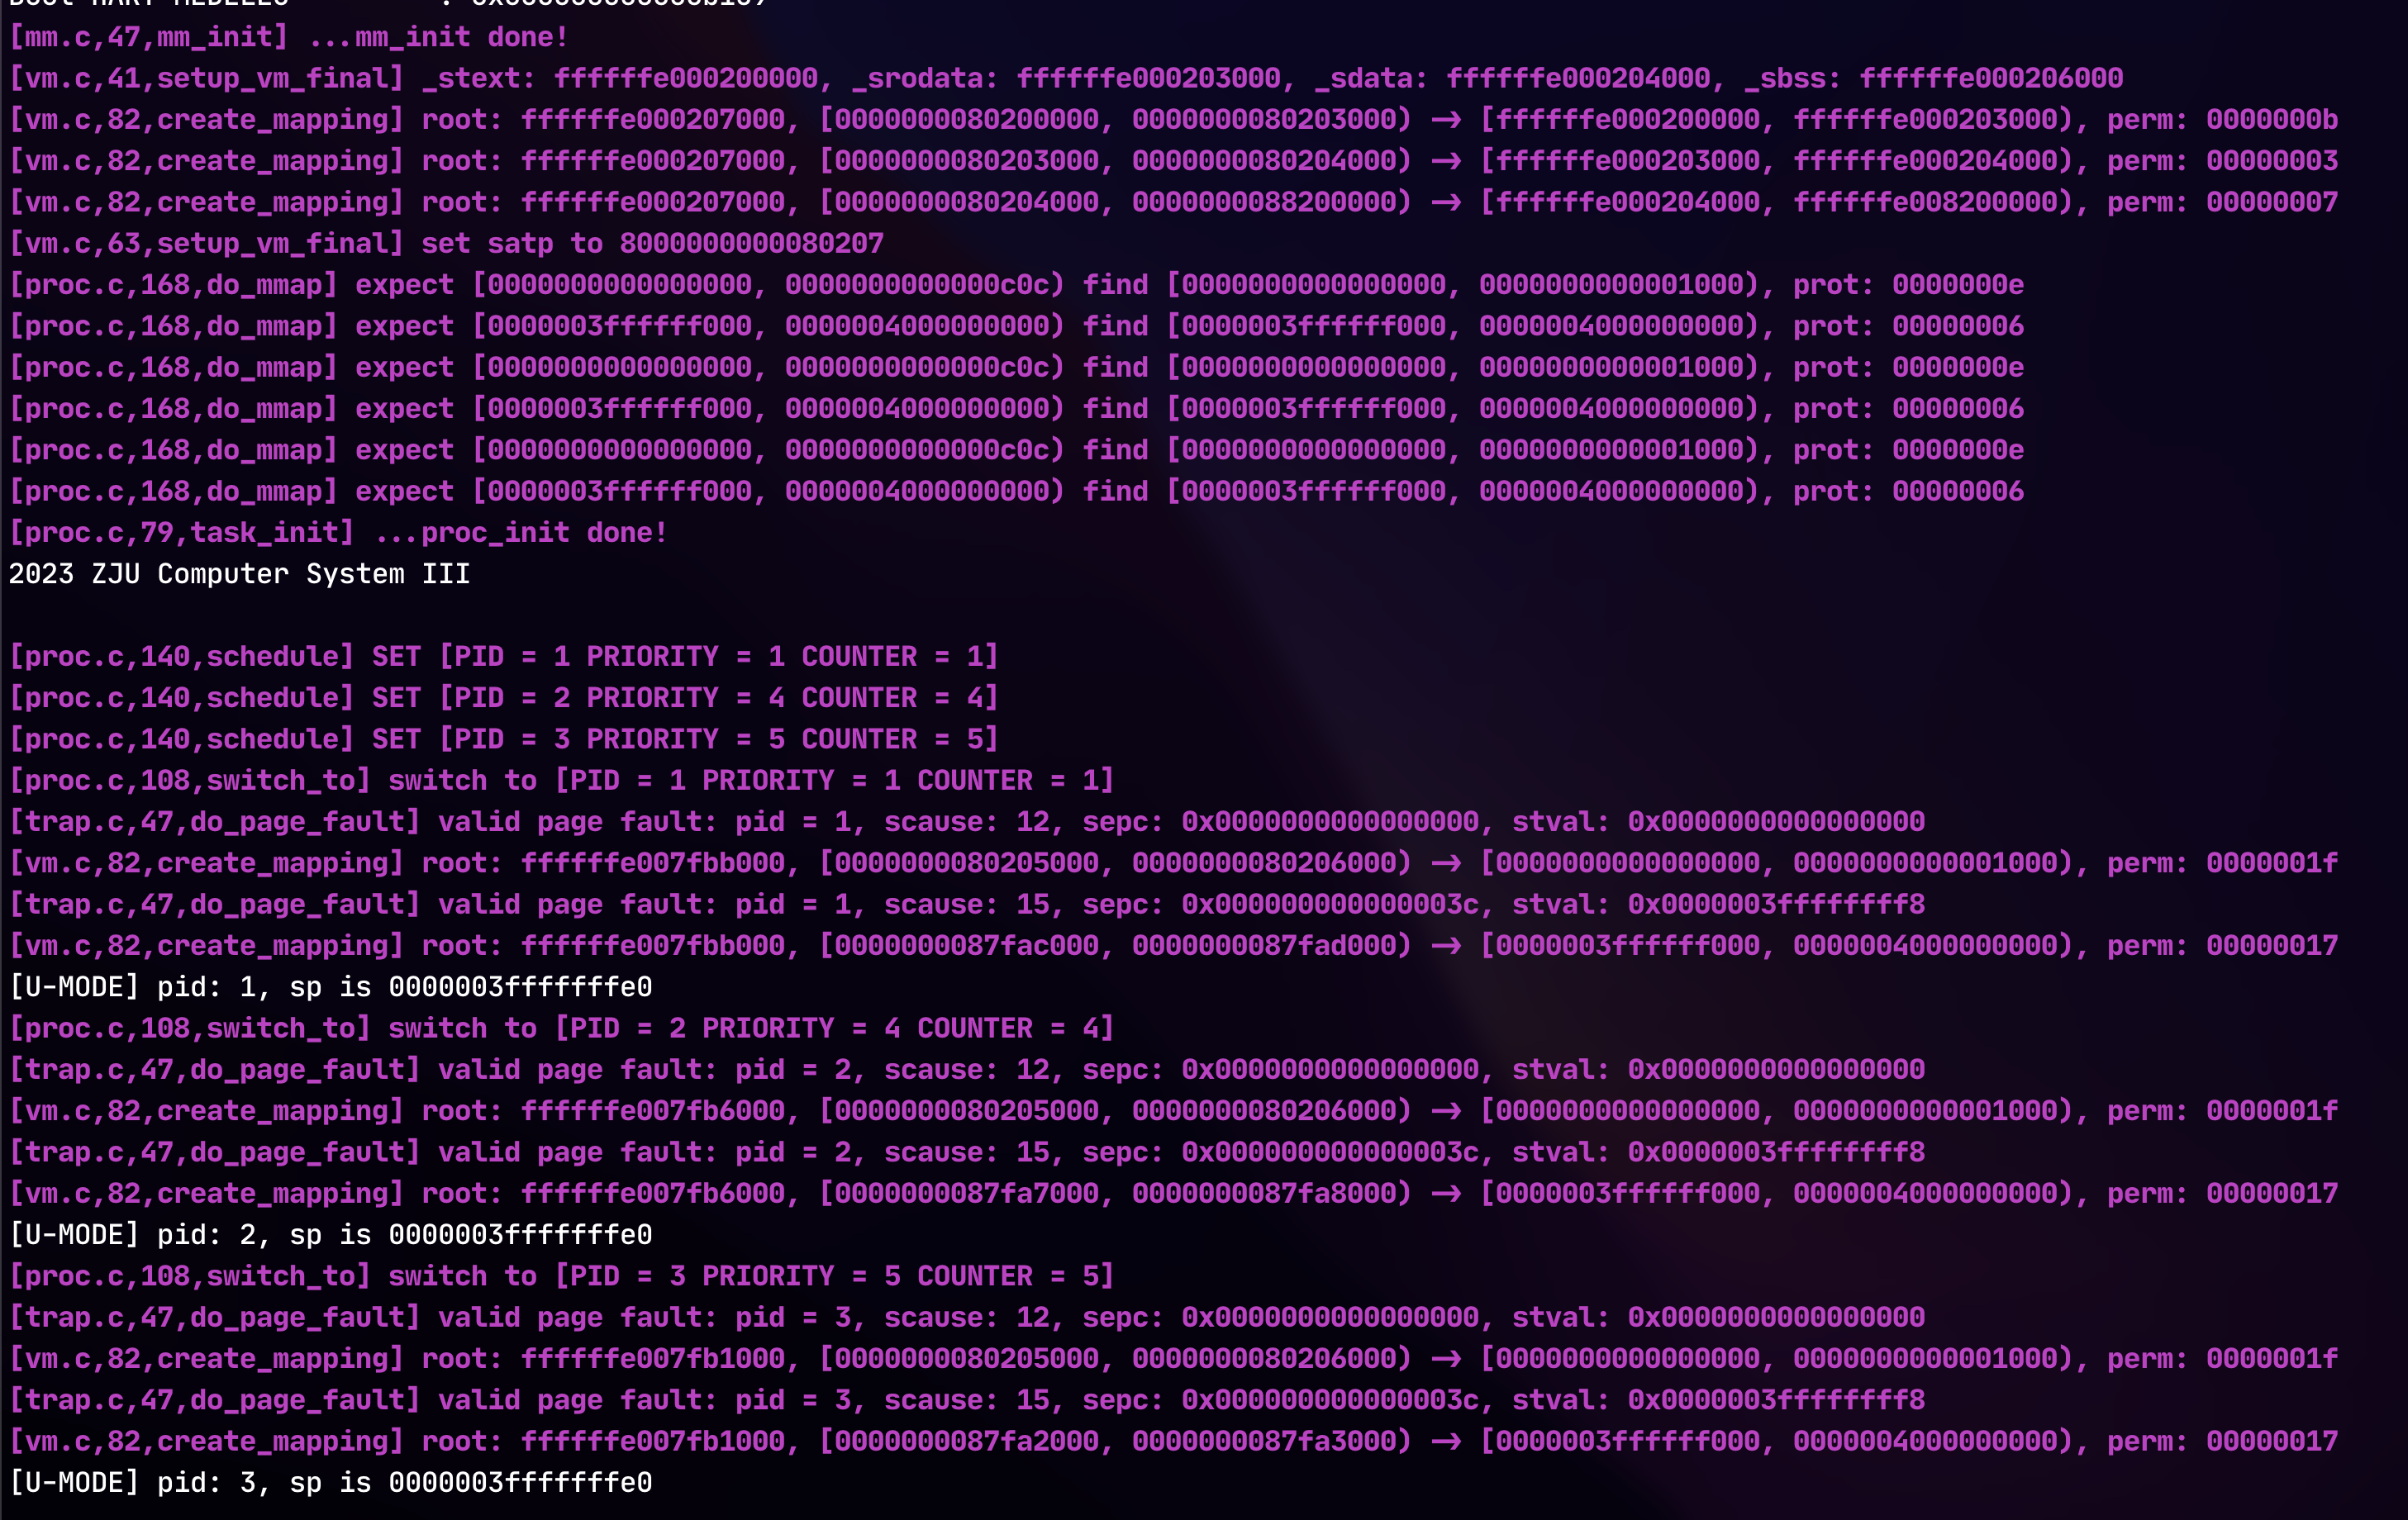 [mm.c,47,mm_init] ...mm_init done!
[vm.c,41,setup_vm_final] _stext: ffffffe000200000, _srodata: ffffffe000203000, _sdata: ffffffe000204000, _sbss: ffffffe000206000
[vm.c,82,create_mapping] root: ffffffe000207000, [0000000080200000, 0000000080203000) -> [ffffffe000200000, ffffffe000203000), perm: 0000000b
[vm.c,82,create_mapping] root: ffffffe000207000, [0000000080203000, 0000000080204000) -> [ffffffe000203000, ffffffe000204000), perm: 00000003
[vm.c,82,create_mapping] root: ffffffe000207000, [0000000080204000, 0000000088200000) -> [ffffffe000204000, ffffffe008200000), perm: 00000007
[vm.c,63,setup_vm_final] set satp to 8000000000080207
[proc.c,168,do_mmap] expect [0000000000000000, 0000000000000c0c) find [0000000000000000, 0000000000001000), prot: 0000000e
[proc.c,168,do_mmap] expect [0000003ffffff000, 0000004000000000) find [0000003ffffff000, 0000004000000000), prot: 00000006
[proc.c,168,do_mmap] expect [0000000000000000, 0000000000000c0c) find [0000000000000000, 0000000000001000), prot: 0000000e
[proc.c,168,do_mmap] expect [0000003ffffff000, 0000004000000000) find [0000003ffffff000, 0000004000000000), prot: 00000006
[proc.c,168,do_mmap] expect [0000000000000000, 0000000000000c0c) find [0000000000000000, 0000000000001000), prot: 0000000e
[proc.c,168,do_mmap] expect [0000003ffffff000, 0000004000000000) find [0000003ffffff000, 0000004000000000), prot: 00000006
[proc.c,79,task_init] ...proc_init done!
2023 ZJU Computer System III
[proc.c,140,schedule] SET [PID = 1 PRIORITY = 1 COUNTER = 1]
[proc.c,140,schedule] SET [PID = 2 PRIORITY = 4 COUNTER = 4]
[proc.c,140,schedule] SET [PID = 3 PRIORITY = 5 COUNTER = 5]
[proc.c,108,switch_to] switch to [PID = 1 PRIORITY = 1 COUNTER = 1]
[trap.c,47,do_page_fault] valid page fault: pid = 1, scause: 12, sepc: 0x0000000000000000, stval: 0x0000000000000000
[vm.c,82,create_mapping] root: ffffffe007fbb000, [0000000080205000, 0000000080206000) -> [0000000000000000, 0000000000001000), perm: 0000001f
[trap.c,47,do_page_fault] valid page fault: pid = 1, scause: 15, sepc: 0x000000000000003c, stval: 0x0000003ffffffff8
[vm.c,82,create_mapping] root: ffffffe007fbb000, [0000000087fac000, 0000000087fad000) -> [0000003ffffff000, 0000004000000000), perm: 00000017
[U-MODE] pid: 1, sp is 0000003fffffffe0
[proc.c,108,switch_to] switch to [PID = 2 PRIORITY = 4 COUNTER = 4]
[trap.c,47,do_page_fault] valid page fault: pid = 2, scause: 12, sepc: 0x0000000000000000, stval: 0x0000000000000000
[vm.c,82,create_mapping] root: ffffffe007fb6000, [0000000080205000, 0000000080206000) -> [0000000000000000, 0000000000001000), perm: 0000001f
[trap.c,47,do_page_fault] valid page fault: pid = 2, scause: 15, sepc: 0x000000000000003c, stval: 0x0000003ffffffff8
[vm.c,82,create_mapping] root: ffffffe007fb6000, [0000000087fa7000, 0000000087fa8000) -> [0000003ffffff000, 0000004000000000), perm: 00000017
[U-MODE] pid: 2, sp is 0000003fffffffe0
[proc.c,108,switch_to] switch to [PID = 3 PRIORITY = 5 COUNTER = 5]
[trap.c,47,do_page_fault] valid page fault: pid = 3, scause: 12, sepc: 0x0000000000000000, stval: 0x0000000000000000
[vm.c,82,create_mapping] root: ffffffe007fb1000, [0000000080205000, 0000000080206000) -> [0000000000000000, 0000000000001000), perm: 0000001f
[trap.c,47,do_page_fault] valid page fault: pid = 3, scause: 15, sepc: 0x000000000000003c, stval: 0x0000003ffffffff8
[vm.c,82,create_mapping] root: ffffffe007fb1000, [0000000087fa2000, 0000000087fa3000) -> [0000003ffffff000, 0000004000000000), perm: 00000017
[U-MODE] pid: 3, sp is 0000003fffffffe0